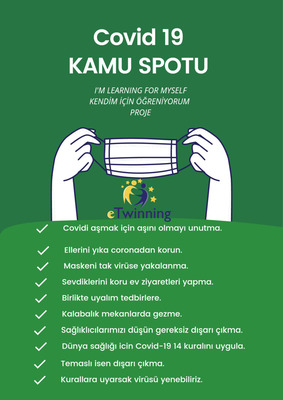 Covid 19
KAMU SPOTU
I'M LEARNING FOR MYSELF
KENDİM İÇİN ÖĞRENİYORUM
PROJE
eTwinning
Covidi aşmak için aşını olmayı unutma.
Ellerini yıka coronadan korun.
Maskeni tak virüse yakalanma.
Sevdiklerini koru ev ziyaretleri yapma.
Birlikte uyalım tedbirlere.
Kalabalık mekanlarda gezme.
Sağlıklıcılarımızı düşün gereksiz dışarı çıkma.
Dünya sağlığı icin Covid-19 14 kuralını uygula.
Temaslı isen dışarı çıkma.
Kurallara uyarsak virüsü yenebiliriz.